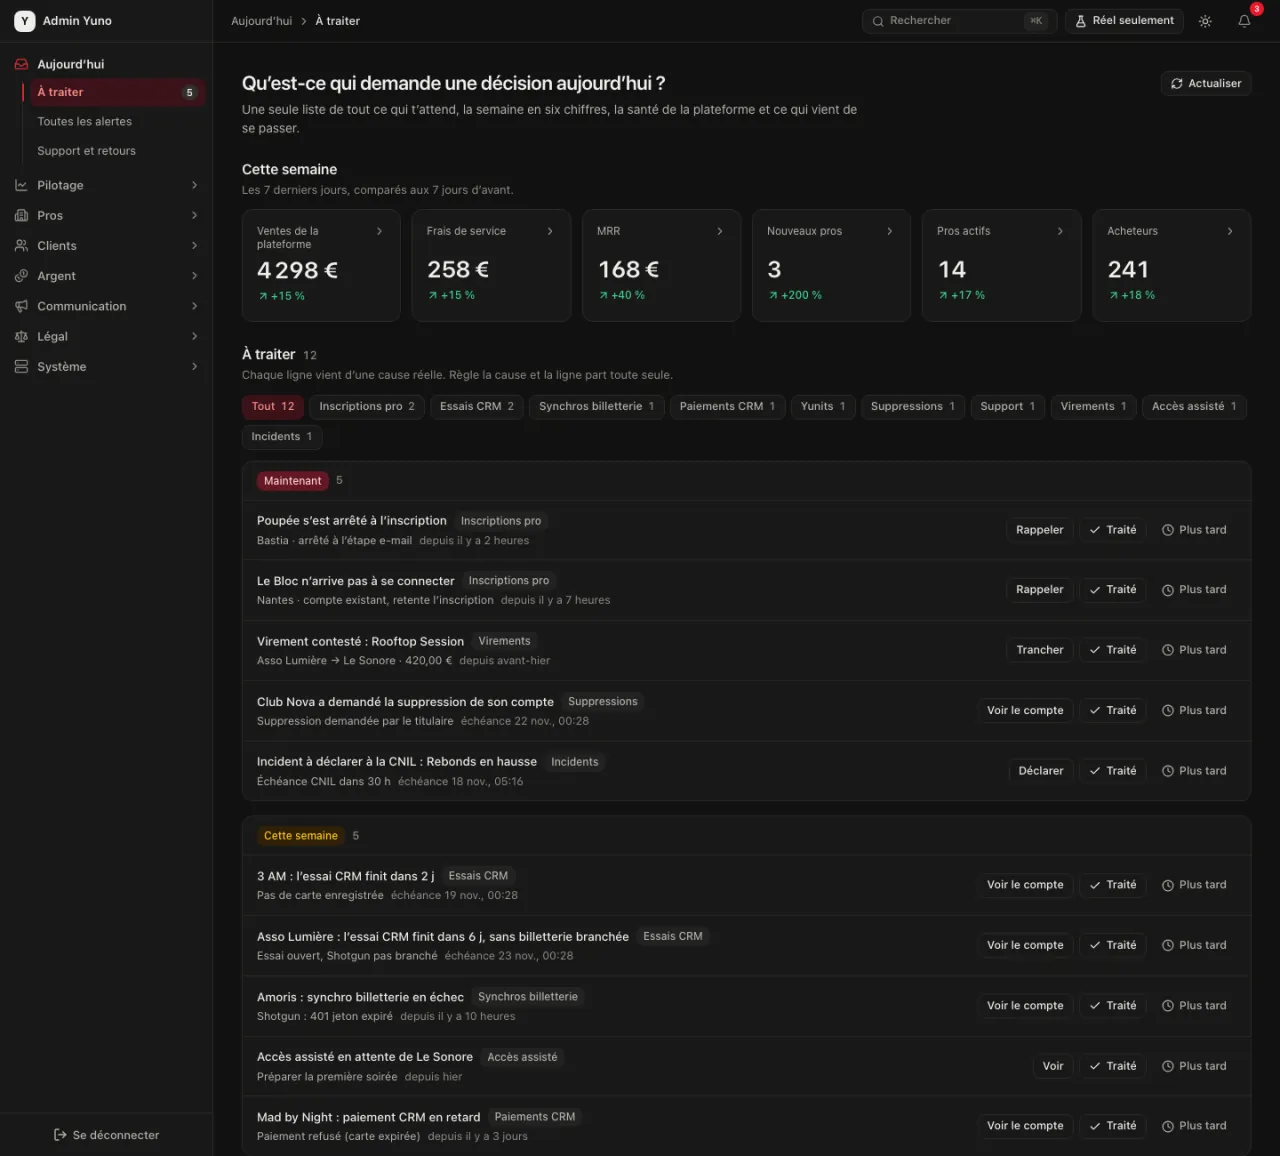 Y Admin Yuno
Aujourd'hui
À traiter 5
Toutes les alertes
Support et retours
Pilotage
Pros
Clients
Argent
Communication
Légal
Système
Se déconnecter
Aujourd'hui > À traiter
Rechercher ⌘K
Réel seulement
3
Qu'est-ce qui demande une décision aujourd'hui ?
Actualiser
Une seule liste de tout ce qui t'attend, la semaine en six chiffres, la santé de la plateforme et ce qui vient de
se passer.
Cette semaine
Les 7 derniers jours, comparés aux 7 jours d'avant.
Ventes de la
plateforme
4 298 €
+15 %
Frais de service
258 €
+15 %
MRR
168 €
+40 %
Nouveaux pros
3
+200 %
Pros actifs
14
+17 %
Acheteurs
241
+18 %
À traiter 12
Chaque ligne vient d'une cause réelle. Règle la cause et la ligne part toute seule.
Tout 12 Inscriptions pro 2 Essais CRM 2 Synchros billetterie 1 Paiements CRM 1 Yunits 1 Suppressions 1 Support 1 Virements 1 Accès assisté 1
Incidents 1
Maintenant 5
Poupée s'est arrêté à l'inscription Inscriptions pro
Bastia · arrêté à l'étape e-mail depuis il y a 2 heures
Rappeler Traité Plus tard
Le Bloc n'arrive pas à se connecter Inscriptions pro
Nantes · compte existant, retente l'inscription depuis il y a 7 heures
Rappeler Traité Plus tard
Virement contesté : Rooftop Session Virements
Asso Lumière → Le Sonore · 420,00 € depuis avant-hier
Trancher Traité Plus tard
Club Nova a demandé la suppression de son compte Suppressions
Suppression demandée par le titulaire échéance 22 nov., 00:28
Voir le compte Traité Plus tard
Incident à déclarer à la CNIL : Rebonds en hausse Incidents
Échéance CNIL dans 30 h échéance 18 nov., 05:16
Déclarer Traité Plus tard
Cette semaine 5
3 AM : l'essai CRM finit dans 2 j Essais CRM
Pas de carte enregistrée échéance 19 nov., 00:28
Voir le compte Traité Plus tard
Asso Lumière : l'essai CRM finit dans 6 j, sans billetterie branchée Essais CRM
Essai ouvert, Shotgun pas branché échéance 23 nov., 00:28
Voir le compte Traité Plus tard
Amoris : synchro billetterie en échec Synchros billetterie
Shotgun : 401 jeton expiré depuis il y a 10 heures
Voir le compte Traité Plus tard
Accès assisté en attente de Le Sonore Accès assisté
Préparer la première soirée depuis hier
Voir Traité Plus tard
Mad by Night : paiement CRM en retard Paiements CRM
Paiement refusé (carte expirée) depuis il y a 3 jours
Voir le compte Traité Plus tard